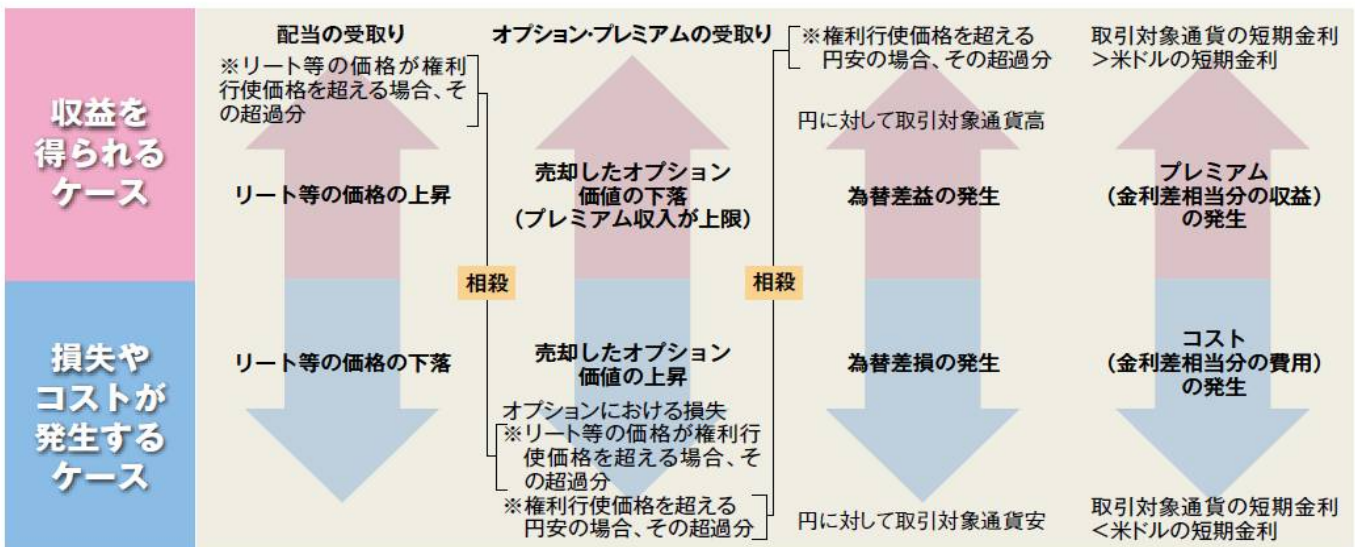 収益を
得られる
ケース
配当の受取り
※リート等の価格が権利
行使価格を超える場合、そ
の超過分
リート等の価格の上昇
オプション・プレミアムの受取り
売却したオプション
価値の下落
(プレミアム収入が上限)
※権利行使価格を超える
円安の場合、その超過分
円に対して取引対象通貨高
為替差益の発生
取引対象通貨の短期金利
>米ドルの短期金利
プレミアム
(金利差相当分の収益)
の発生
相殺
相殺
損失や
コストが
発生する
ケース
リート等の価格の下落
売却したオプション
価値の上昇
オプションにおける損失
※リート等の価格が権利行
使価格を超える場合、そ
の超過分
※権利行使価格を超える
円安の場合、その超過分
為替差損の発生
円に対して取引対象通貨安
コスト
(金利差相当分の費用)
の発生
取引対象通貨の短期金利
<米ドルの短期金利